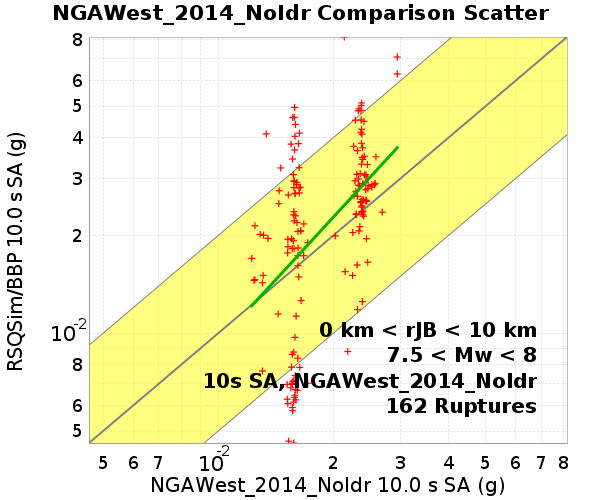 NGAWest_2014_NoIdr Comparison Scatter
RSQSim/BBP 10.0 s SA (g)
8
6
5
4
3
2
10⁻²
8
6
5
0 km < rJB < 10 km
7.5 < Mw < 8
10s SA, NGAWest_2014_NoIdr
162 Ruptures
5 6 7 10⁻² 2 3 4 5 6 7 8
NGAWest_2014_NoIdr 10.0 s SA (g)